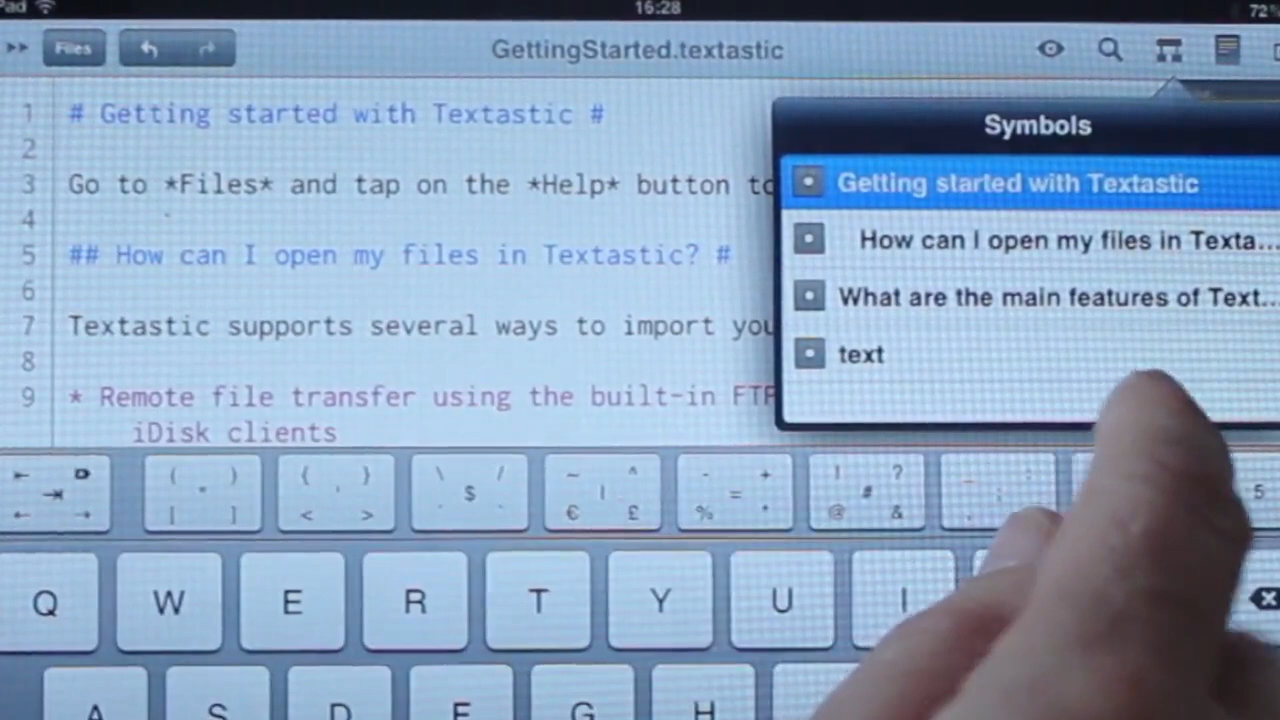 Pad 16:28 72%
Files GettingStarted.textastic
1 # Getting started with Textastic #
2
3 Go to *Files* and tap on the *Help* button to
4
5 ## How can I open my files in Textastic? #
6
7 Textastic supports several ways to import you
8
9 * Remote file transfer using the built-in FTP
iDisk clients
Symbols
Getting started with Textastic
How can I open my files in Texta...
What are the main features of Text...
text
( ) { } \ / ~ ^ - + ! ?
$ | = # 5
[ ] < > € £ % * @ &
Q W E R T Y U I
A S D F G H